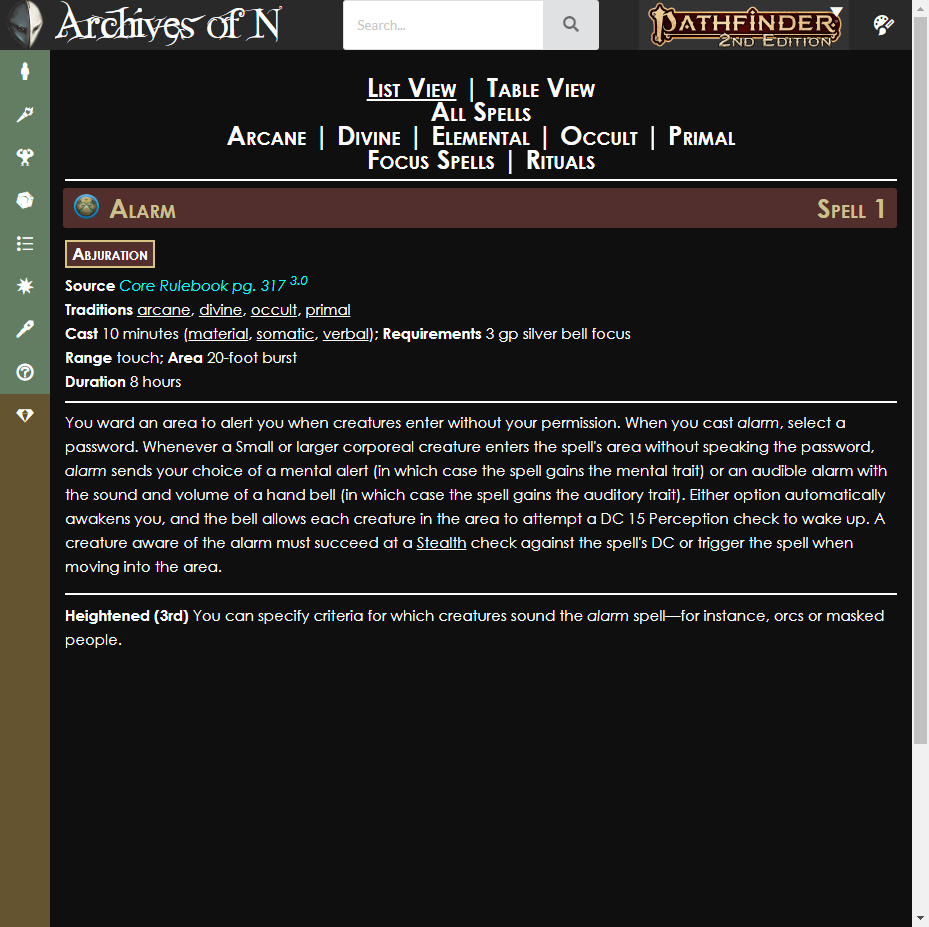 Archives of N
Search...
PATHFINDER
2ND EDITION
List View | Table View
All Spells
Arcane | Divine | Elemental | Occult | Primal
Focus Spells | Rituals
Alarm Spell 1
Abjuration
Source Core Rulebook pg. 317 3.0
Traditions arcane, divine, occult, primal
Cast 10 minutes (material, somatic, verbal); Requirements 3 gp silver bell focus
Range touch; Area 20-foot burst
Duration 8 hours
You ward an area to alert you when creatures enter without your permission. When you cast alarm, select a
password. Whenever a Small or larger corporeal creature enters the spell's area without speaking the password,
alarm sends your choice of a mental alert (in which case the spell gains the mental trait) or an audible alarm with
the sound and volume of a hand bell (in which case the spell gains the auditory trait). Either option automatically
awakens you, and the bell allows each creature in the area to attempt a DC 15 Perception check to wake up. A
creature aware of the alarm must succeed at a Stealth check against the spell's DC or trigger the spell when
moving into the area.
Heightened (3rd) You can specify criteria for which creatures sound the alarm spell—for instance, orcs or masked
people.